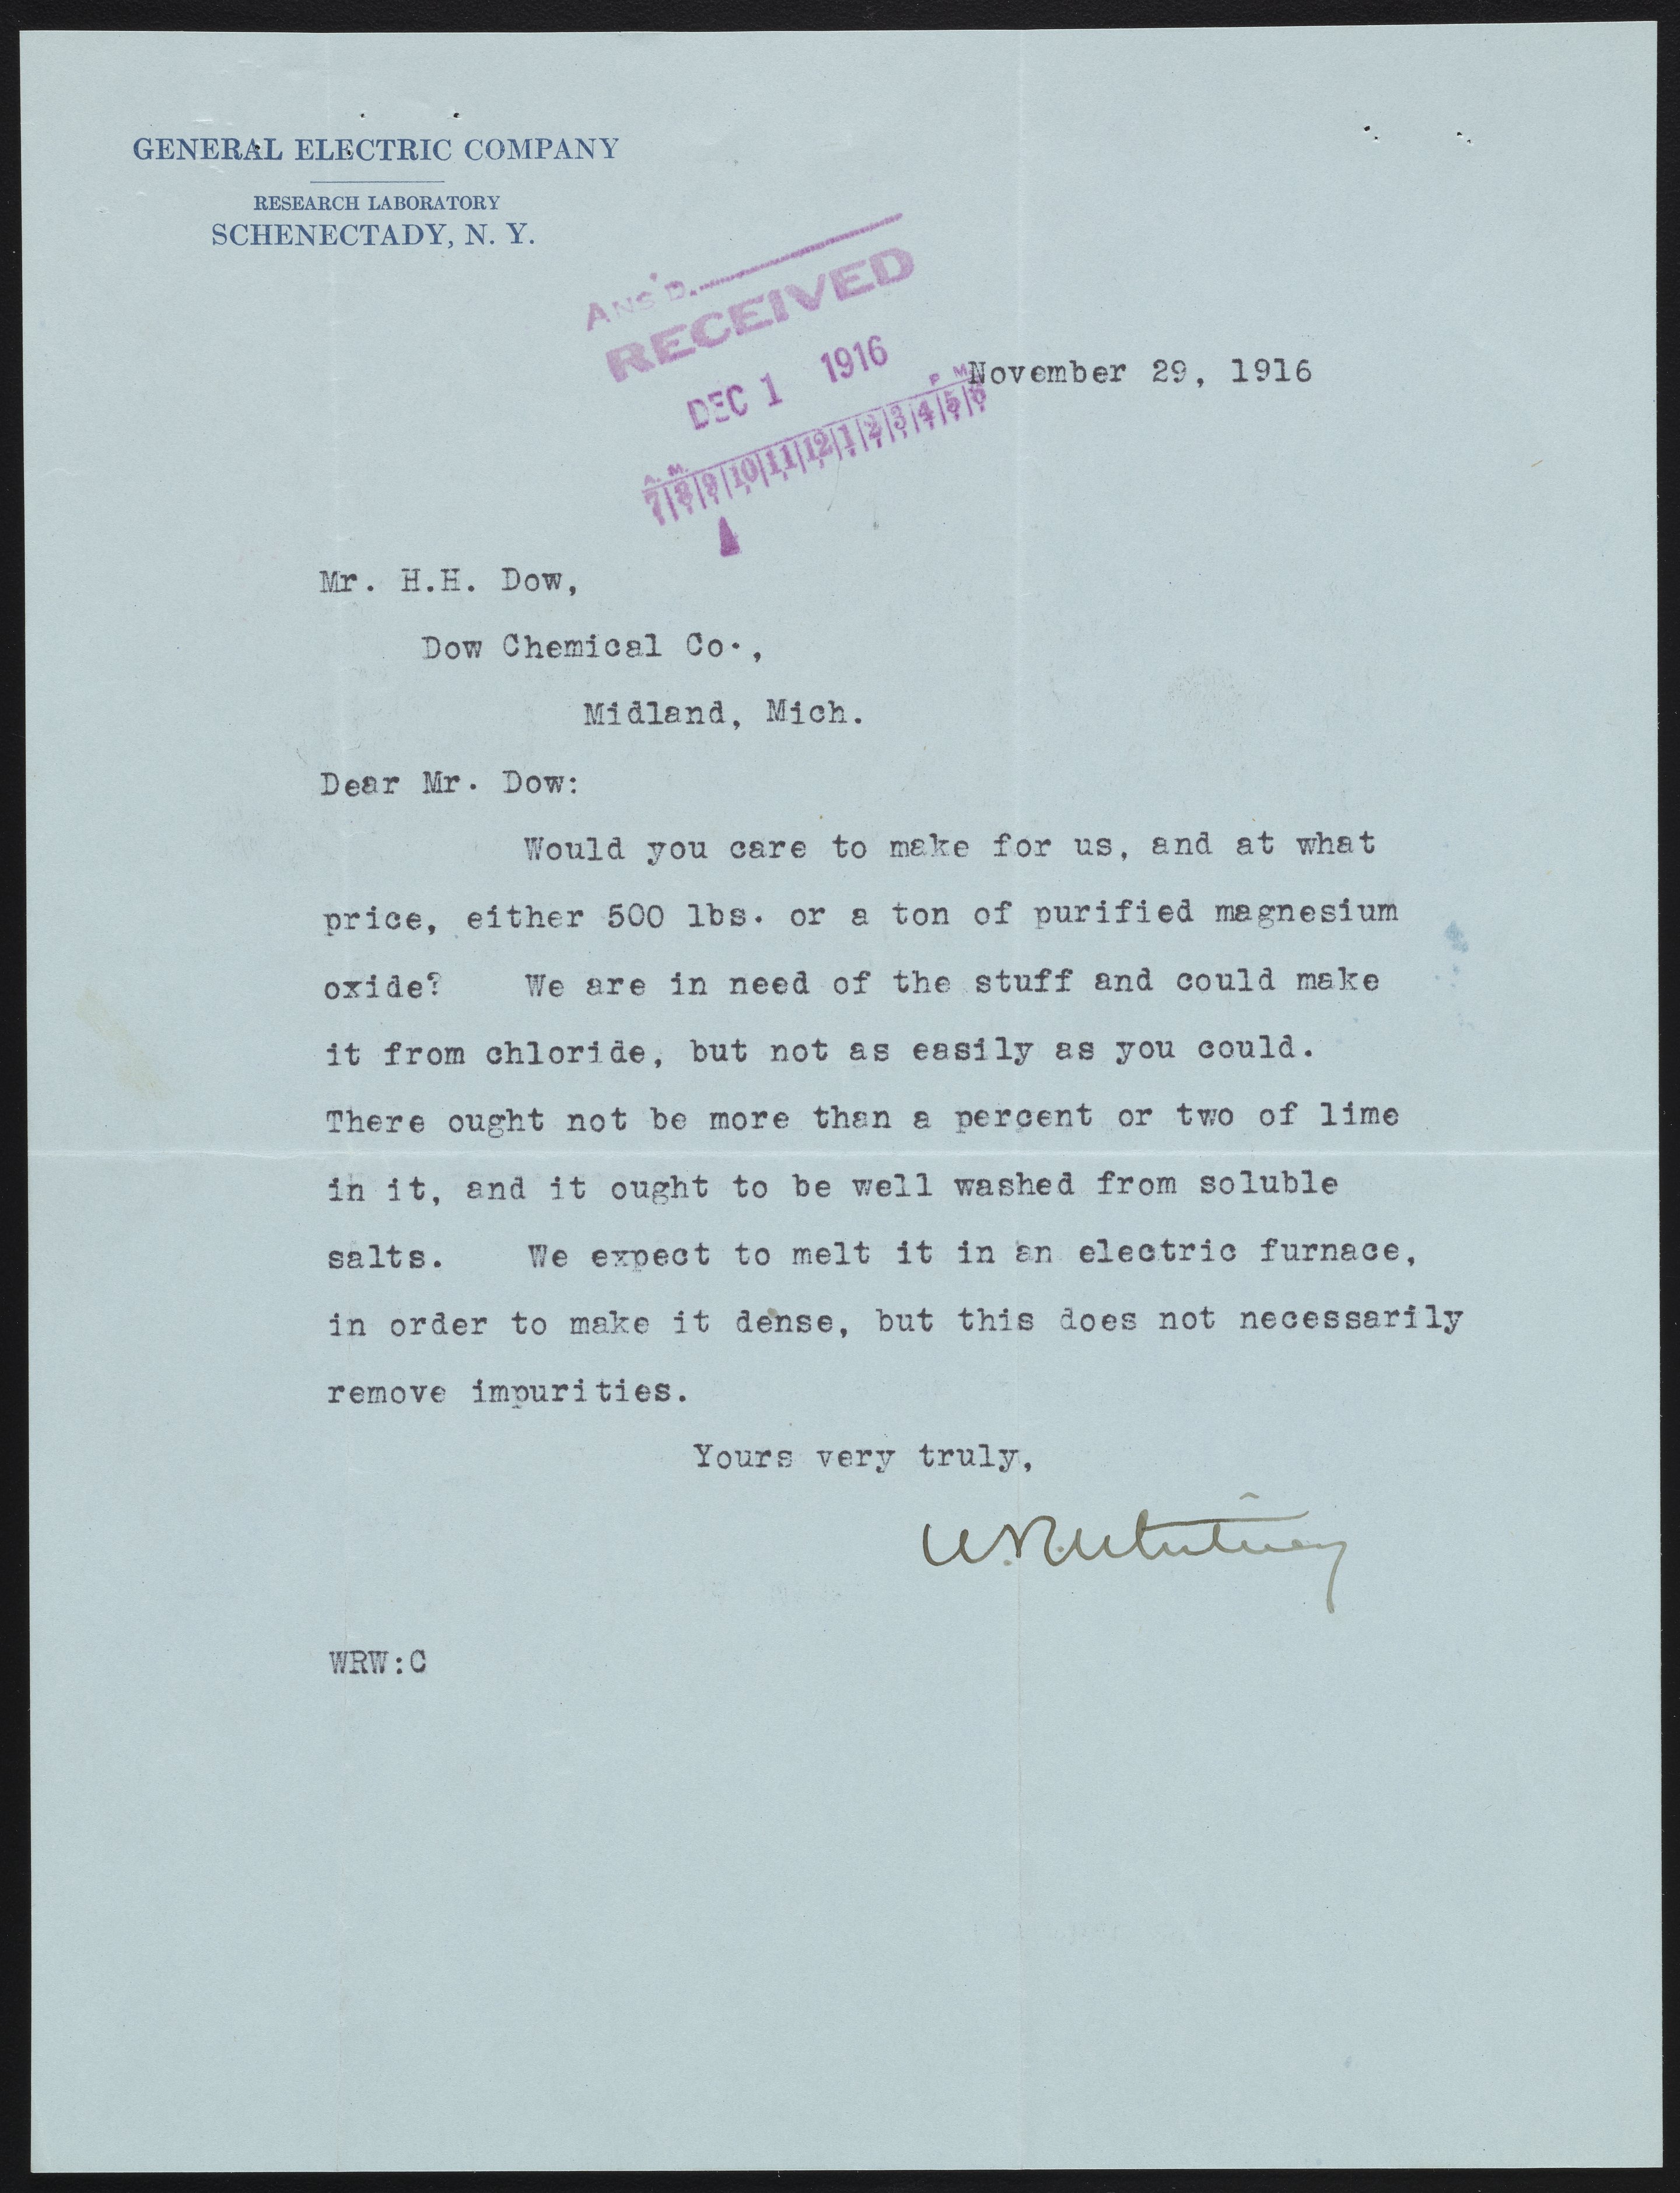 GENERAL ELECTRIC COMPANY
RESEARCH LABORATORY
SCHENECTADY, N. Y.
ANS'D.
RECEIVED
DEC 1 1916
A. M. P. M.
7 8 9 10 11 12 1 2 3 4 5 6
November 29, 1916
Mr. H.H. Dow,
Dow Chemical Co.,
Midland, Mich.
Dear Mr. Dow:
Would you care to make for us, and at what
price, either 500 lbs. or a ton of purified magnesium
oxide? We are in need of the stuff and could make
it from chloride, but not as easily as you could.
There ought not be more than a percent or two of lime
in it, and it ought to be well washed from soluble
salts. We expect to melt it in an electric furnace,
in order to make it dense, but this does not necessarily
remove impurities.
Yours very truly,
W.R. Whitney
WRW:C